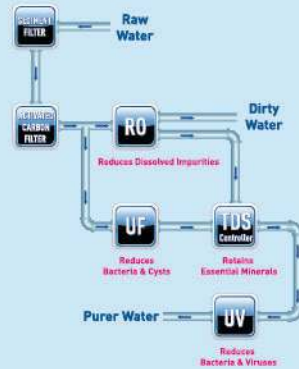 SEDIMENT
FILTER
Raw
Water
ACTIVATED
CARBON
FILTER
RO
Dirty
Water
Reduces Dissolved Impurities
UF
TDS
Controller
Reduces
Bacteria & Cysts
Retains
Essential Minerals
Purer Water
UV
Reduces
Bacteria & Viruses